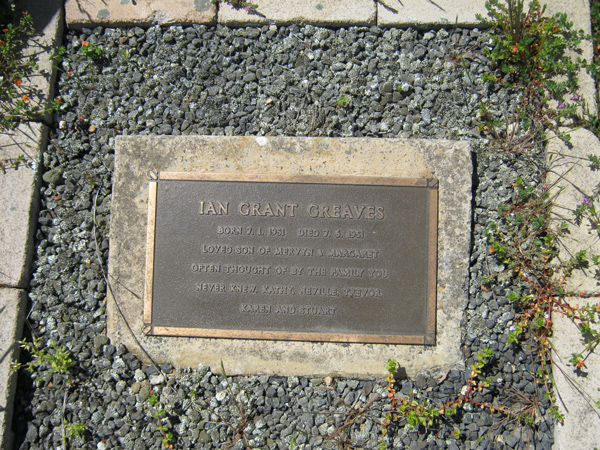 IAN GRANT GREAVES
BORN 7. 1. 1951 DIED 7. 3. 1951
LOVED SON OF MERVYN & MARGARET
OFTEN THOUGHT OF BY THE FAMILY YOU
NEVER KNEW, KATHY, NEVILLE, TREVOR,
KAREN AND STUART